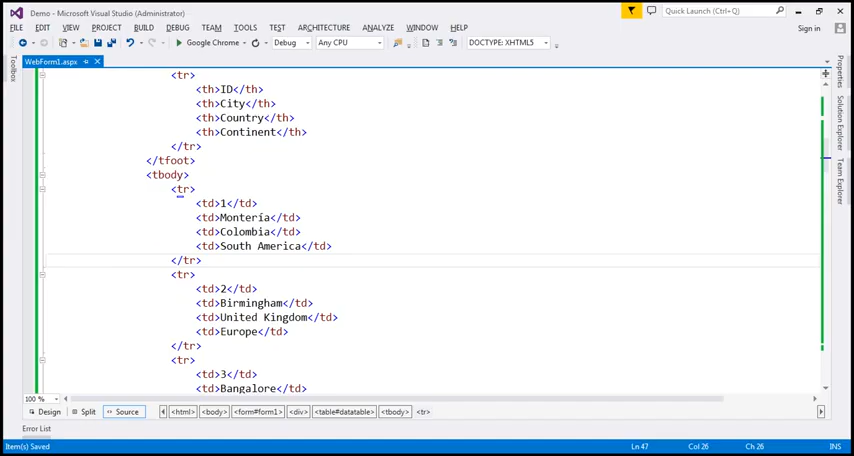 Demo - Microsoft Visual Studio (Administrator)
Quick Launch (Ctrl+Q)
FILE EDIT VIEW PROJECT BUILD DEBUG TEAM TOOLS TEST ARCHITECTURE ANALYZE WINDOW HELP
Sign in
Google Chrome Debug Any CPU DOCTYPE: XHTML5
WebForm1.aspx
Toolbox
Properties
Solution Explorer
Team Explorer
<tr>
<th>ID</th>
<th>City</th>
<th>Country</th>
<th>Continent</th>
</tr>
</tfoot>
<tbody>
<tr>
<td>1</td>
<td>Montería</td>
<td>Colombia</td>
<td>South America</td>
</tr>
<tr>
<td>2</td>
<td>Birmingham</td>
<td>United Kingdom</td>
<td>Europe</td>
</tr>
<tr>
<td>3</td>
<td>Bangalore</td>
100 %
Design Split Source <html> <body> <form#form1> <div> <table#datatable> <tbody> <tr>
Error List
Item(s) Saved Ln 47 Col 26 Ch 26 INS